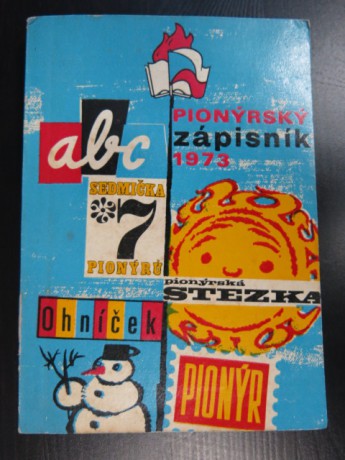 PIONÝRSKÝ
zápisník
1973
abc
SEDMIČKA
*7
PIONÝRŮ
pionýrská
STEZKA
Ohníček
PIONÝR